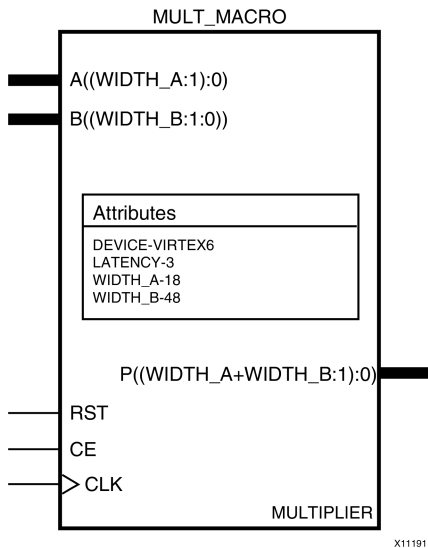 MULT_MACRO
A((WIDTH_A:1):0)
B((WIDTH_B:1:0))
Attributes
DEVICE-VIRTEX6
LATENCY-3
WIDTH_A-18
WIDTH_B-48
P((WIDTH_A+WIDTH_B:1):0)
RST
CE
CLK
MULTIPLIER
X11191